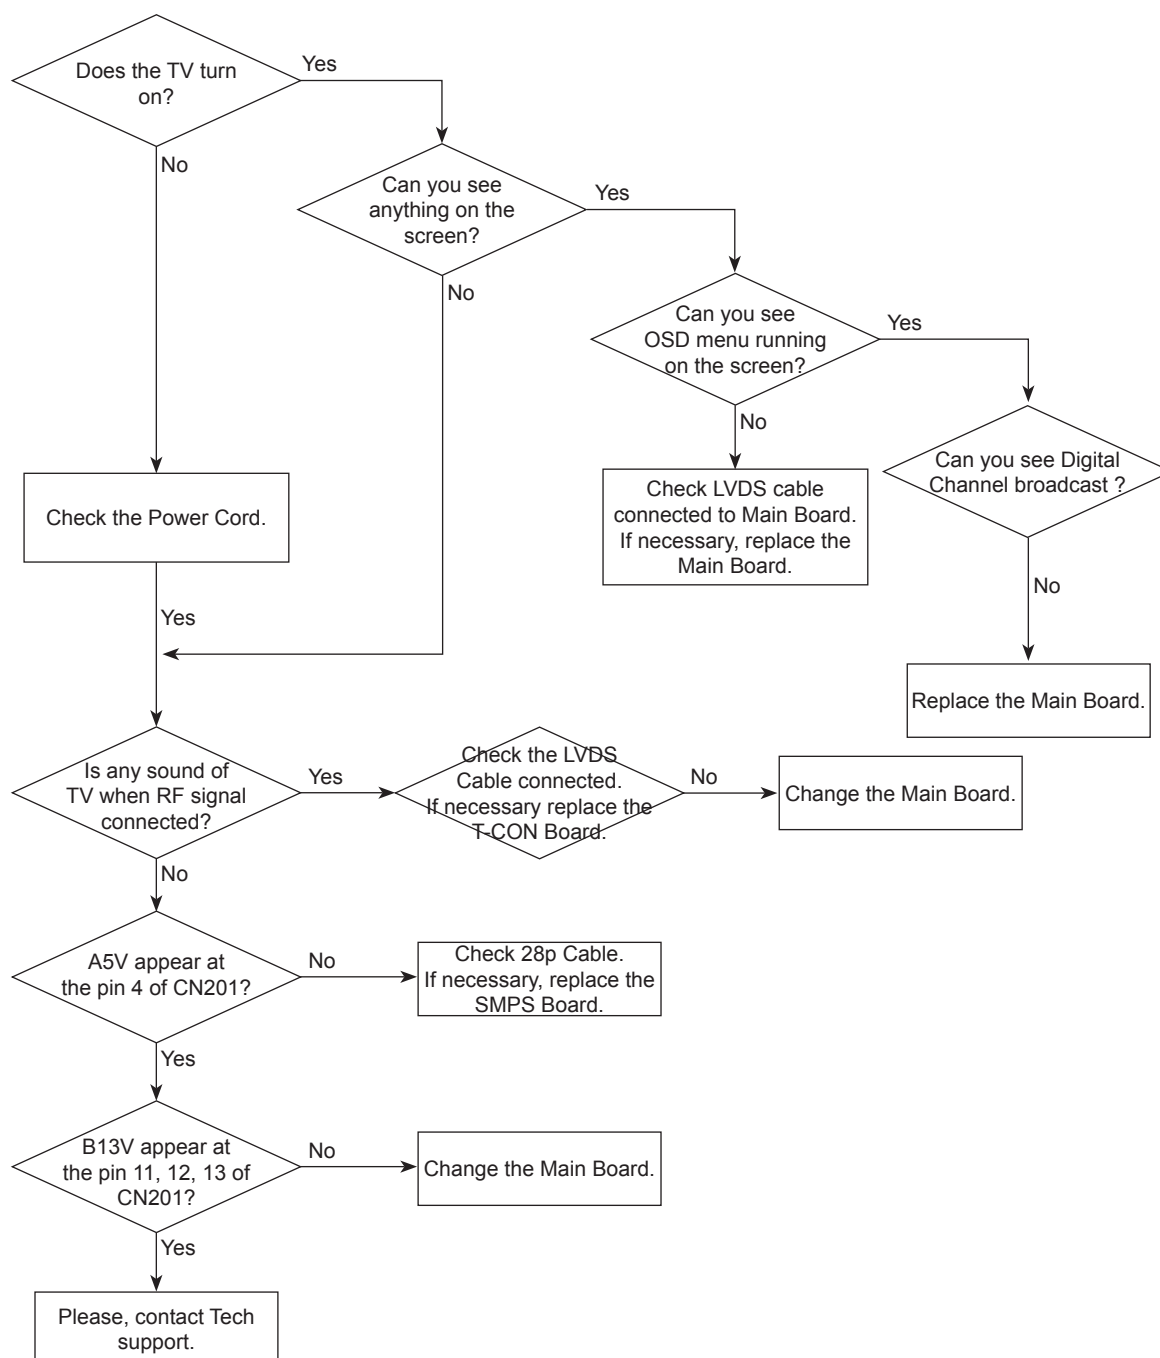 Does the TV turn
on?
Yes
No
Can you see
anything on the
screen?
Yes
No
Can you see
OSD menu running
on the screen?
Yes
No
Can you see Digital
Channel broadcast ?
No
Check the Power Cord.
Check LVDS cable
connected to Main Board.
If necessary, replace the
Main Board.
Yes
Replace the Main Board.
Is any sound of
TV when RF signal
connected?
Yes
No
Check the LVDS
Cable connected.
If necessary replace the
T-CON Board.
No
Change the Main Board.
A5V appear at
the pin 4 of CN201?
No
Yes
Check 28p Cable.
If necessary, replace the
SMPS Board.
B13V appear at
the pin 11, 12, 13 of
CN201?
No
Yes
Change the Main Board.
Please, contact Tech
support.